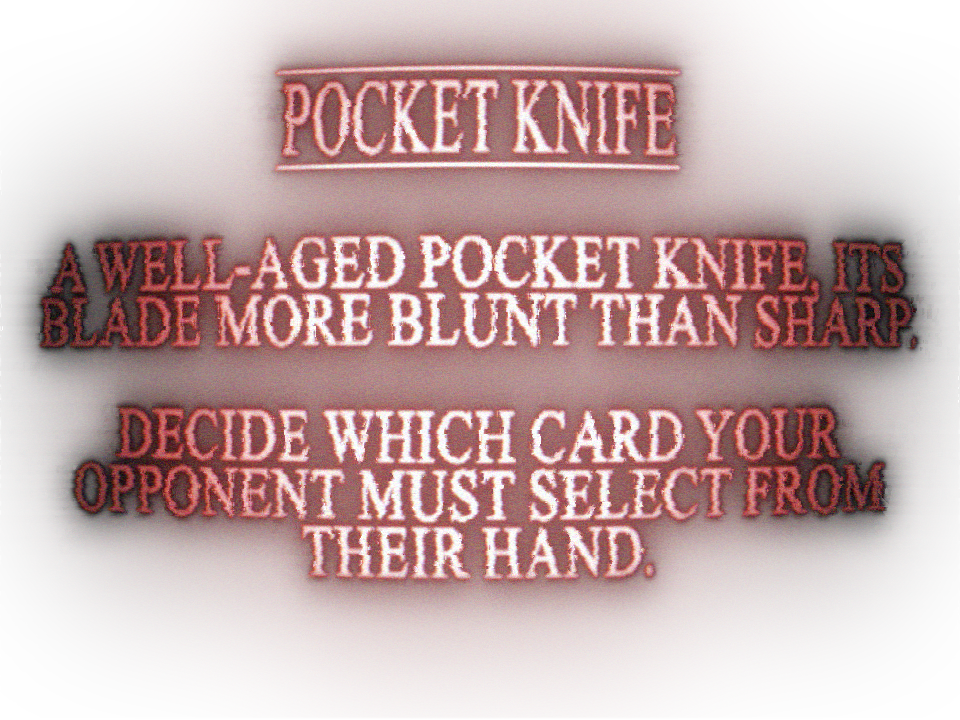 POCKET KNIFE
A WELL-AGED POCKET KNIFE, ITS
BLADE MORE BLUNT THAN SHARP.
DECIDE WHICH CARD YOUR
OPPONENT MUST SELECT FROM
THEIR HAND.